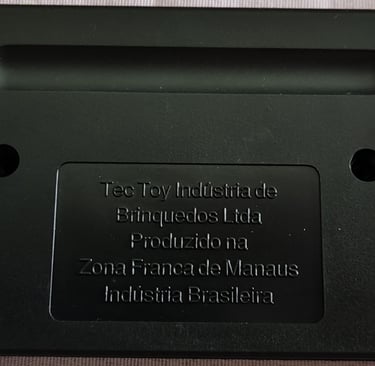 Tec Toy Indústria de
Brinquedos Ltda
Produzido na
Zona Franca de Manaus
Indústria Brasileira